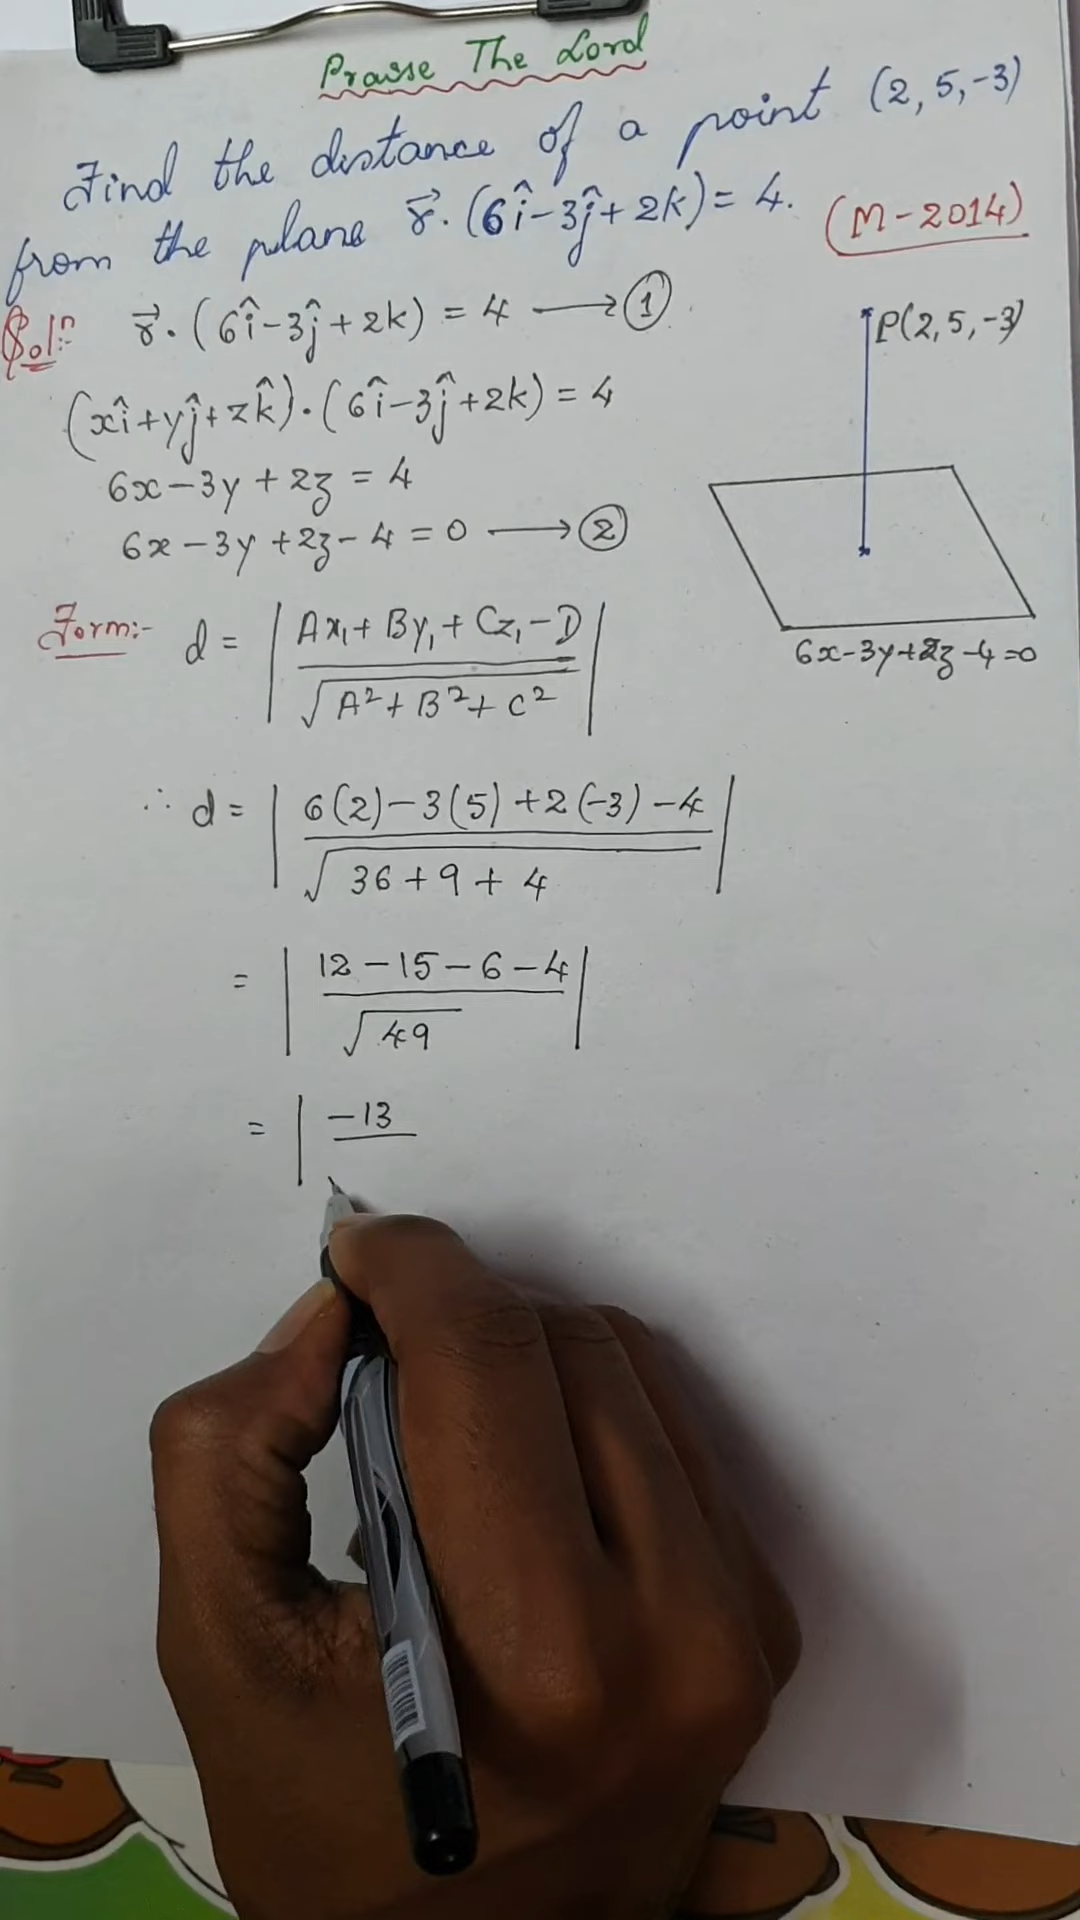 Praise The Lord
Find the distance of a point (2, 5, -3)
from the plane r⃗. (6î - 3ĵ + 2k) = 4. (M-2014)
Solⁿ:- r⃗. (6î - 3ĵ + 2k) = 4 ⟶ ①
P(2, 5, -3)
(xî + yĵ + zk̂). (6î - 3ĵ + 2k) = 4
6x - 3y + 2z = 4
6x - 3y + 2z - 4 = 0 ⟶ ②
6x-3y+2z-4=0
Form:- d = | Ax₁ + By₁ + Cz₁ - D / √A² + B² + C² |
∴ d = | 6(2) - 3(5) + 2(-3) - 4 / √36 + 9 + 4 |
= | 12 - 15 - 6 - 4 / √49 |
= | -13